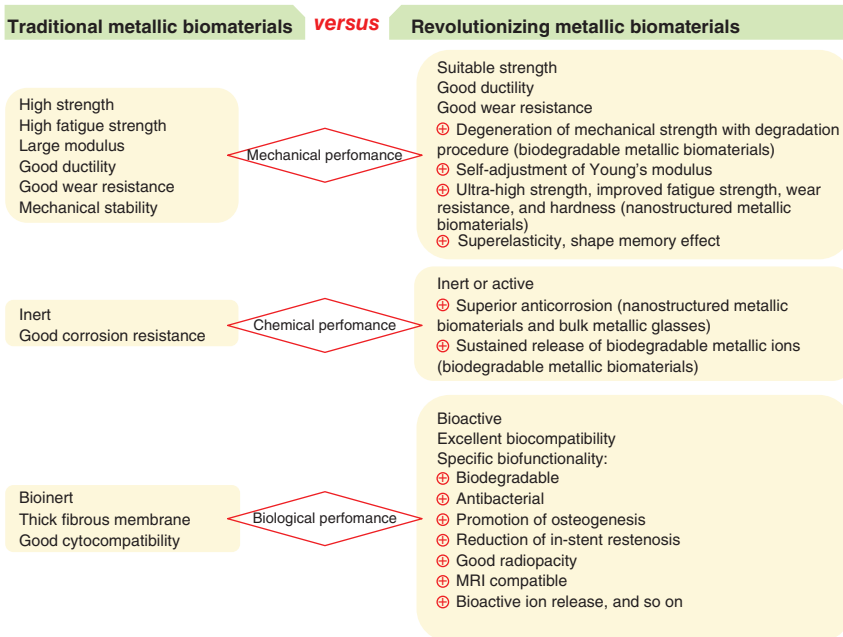 Traditional metallic biomaterials versus Revolutionizing metallic biomaterials
High strength
High fatigue strength
Large modulus
Good ductility
Good wear resistance
Mechanical stability
Mechanical perfomance
Suitable strength
Good ductility
Good wear resistance
⊕ Degeneration of mechanical strength with degradation
procedure (biodegradable metallic biomaterials)
⊕ Self-adjustment of Young's modulus
⊕ Ultra-high strength, improved fatigue strength, wear
resistance, and hardness (nanostructured metallic
biomaterials)
⊕ Superelasticity, shape memory effect
Inert
Good corrosion resistance
Chemical perfomance
Inert or active
⊕ Superior anticorrosion (nanostructured metallic
biomaterials and bulk metallic glasses)
⊕ Sustained release of biodegradable metallic ions
(biodegradable metallic biomaterials)
Bioinert
Thick fibrous membrane
Good cytocompatibility
Biological perfomance
Bioactive
Excellent biocompatibility
Specific biofunctionality:
⊕ Biodegradable
⊕ Antibacterial
⊕ Promotion of osteogenesis
⊕ Reduction of in-stent restenosis
⊕ Good radiopacity
⊕ MRI compatible
⊕ Bioactive ion release, and so on